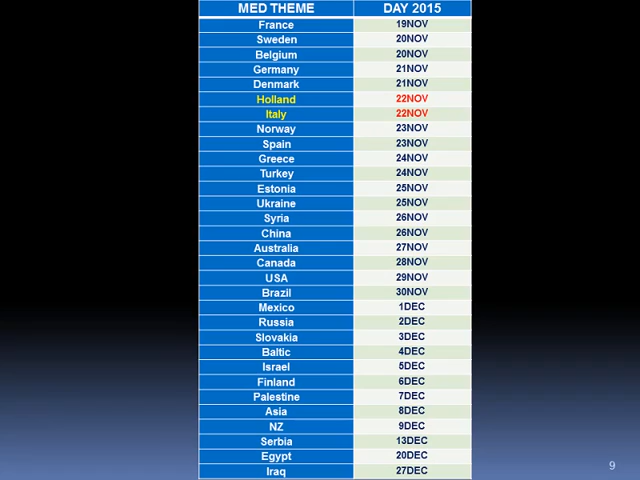 MED THEME DAY 2015
France 19NOV
Sweden 20NOV
Belgium 20NOV
Germany 21NOV
Denmark 21NOV
Holland 22NOV
Italy 22NOV
Norway 23NOV
Spain 23NOV
Greece 24NOV
Turkey 24NOV
Estonia 25NOV
Ukraine 25NOV
Syria 26NOV
China 26NOV
Australia 27NOV
Canada 28NOV
USA 29NOV
Brazil 30NOV
Mexico 1DEC
Russia 2DEC
Slovakia 3DEC
Baltic 4DEC
Israel 5DEC
Finland 6DEC
Palestine 7DEC
Asia 8DEC
NZ 9DEC
Serbia 13DEC
Egypt 20DEC
Iraq 27DEC
9